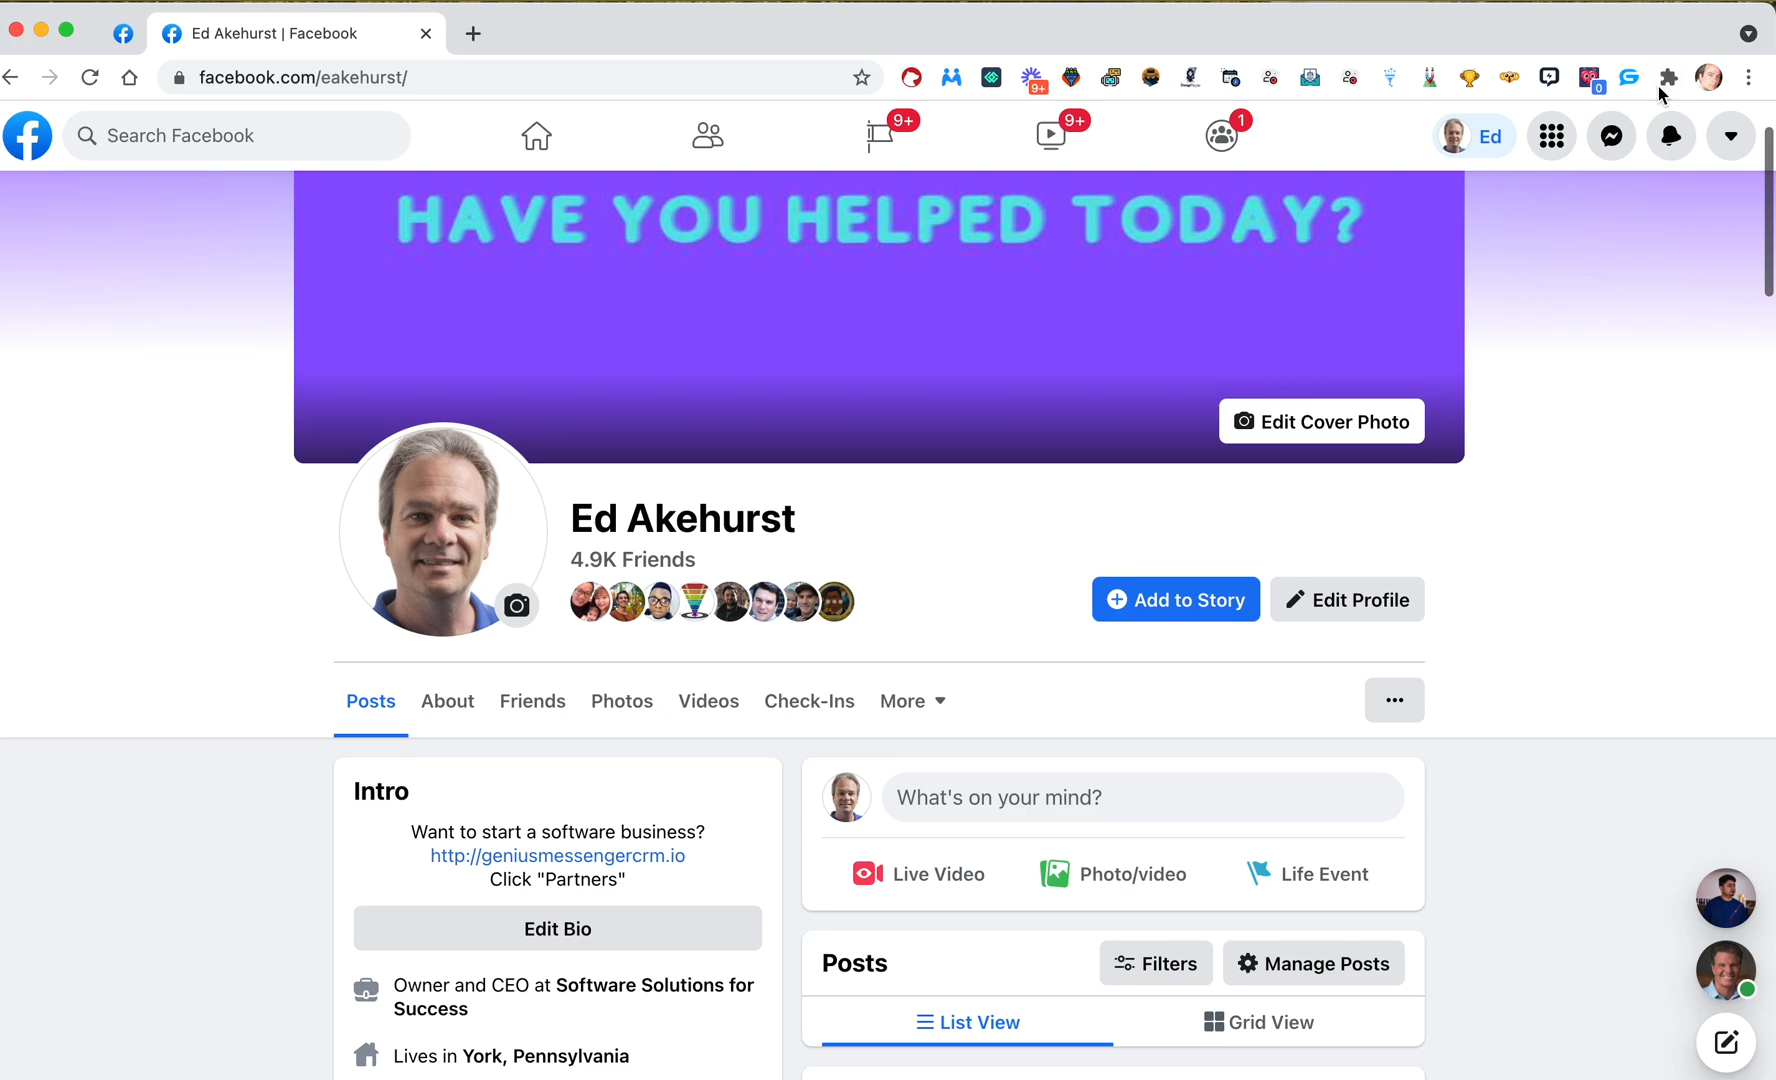 Ed Akehurst | Facebook
facebook.com/eakehurst/
9+
0
Search Facebook
9+
9+
1
Ed
HAVE YOU HELPED TODAY?
Edit Cover Photo
Ed Akehurst
4.9K Friends
Add to Story
Edit Profile
Posts
About
Friends
Photos
Videos
Check-Ins
More
Intro
Want to start a software business?
http://geniusmessengercrm.io
Click "Partners"
Edit Bio
Owner and CEO at Software Solutions for
Success
Lives in York, Pennsylvania
What's on your mind?
Live Video
Photo/video
Life Event
Posts
Filters
Manage Posts
List View
Grid View